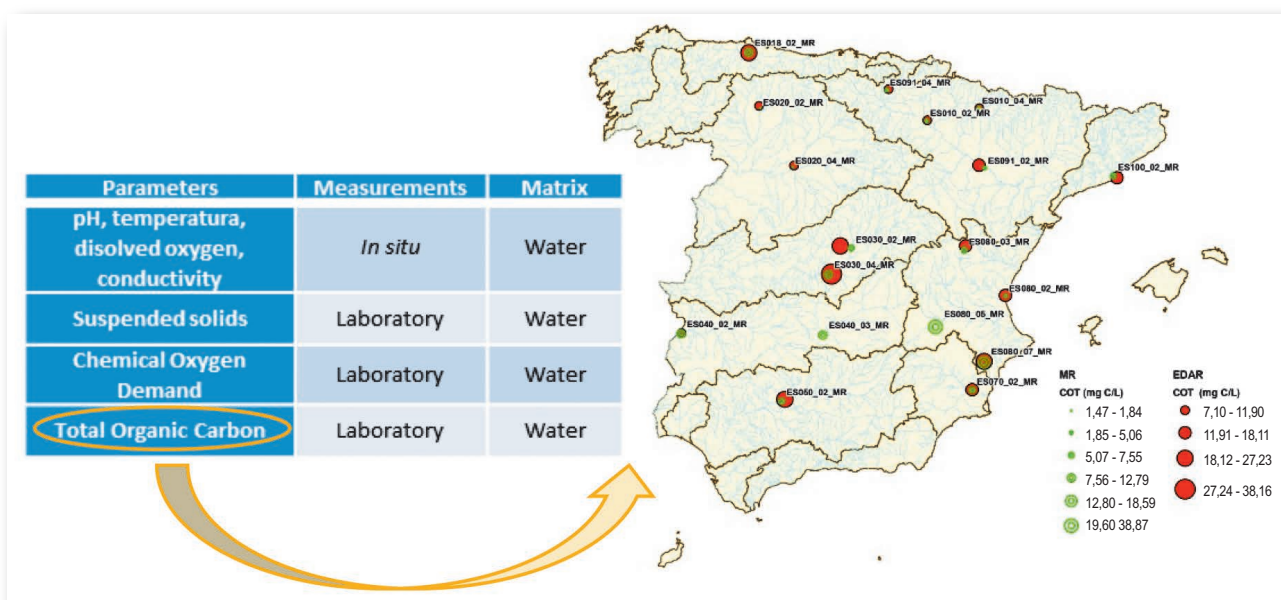 Parameters Measurements Matrix
pH, temperatura,
disolved oxygen,
conductivity
In situ
Water
Suspended solids Laboratory Water
Chemical Oxygen
Demand
Laboratory
Water
Total Organic Carbon Laboratory Water
ES018_02_MR
ES091_04_MR
ES020_02_MR
ES010_04_MR
ES010_02_MR
ES020_04_MR
ES091_02_MR
ES100_02_MR
ES030_02_MR
ES080_03_MR
ES030_04_MR
ES080_02_MR
ES040_02_MR
ES040_03_MR
ES080_05_MR
ES080_07_MR
ES070_02_MR
ES050_02_MR
MR
COT (mg C/L)
1,47 - 1,84
1,85 - 5,06
5,07 - 7,55
7,56 - 12,79
12,80 - 18,59
19,60 38,87
EDAR
COT (mg C/L)
7,10 - 11,90
11,91 - 18,11
18,12 - 27,23
27,24 - 38,16